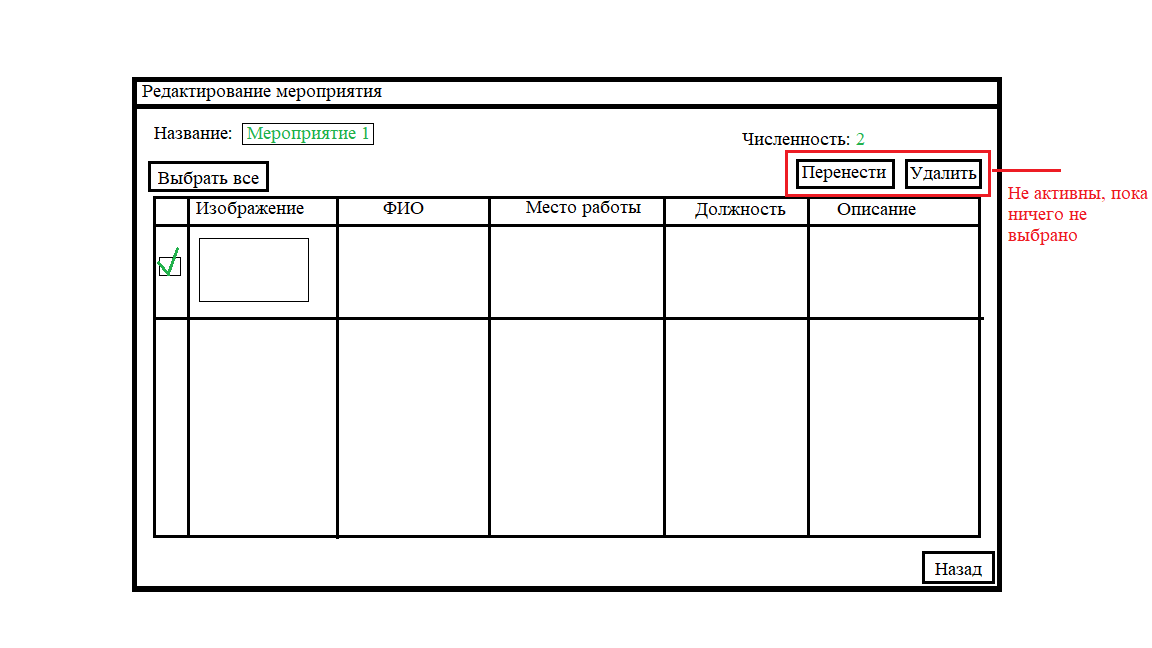 Редактирование мероприятия
Название: Мероприятие 1
Численность: 2
Выбрать все
Перенести Удалить
Не активны, пока
ничего не
выбрано
Изображение ФИО Место работы Должность Описание
Назад